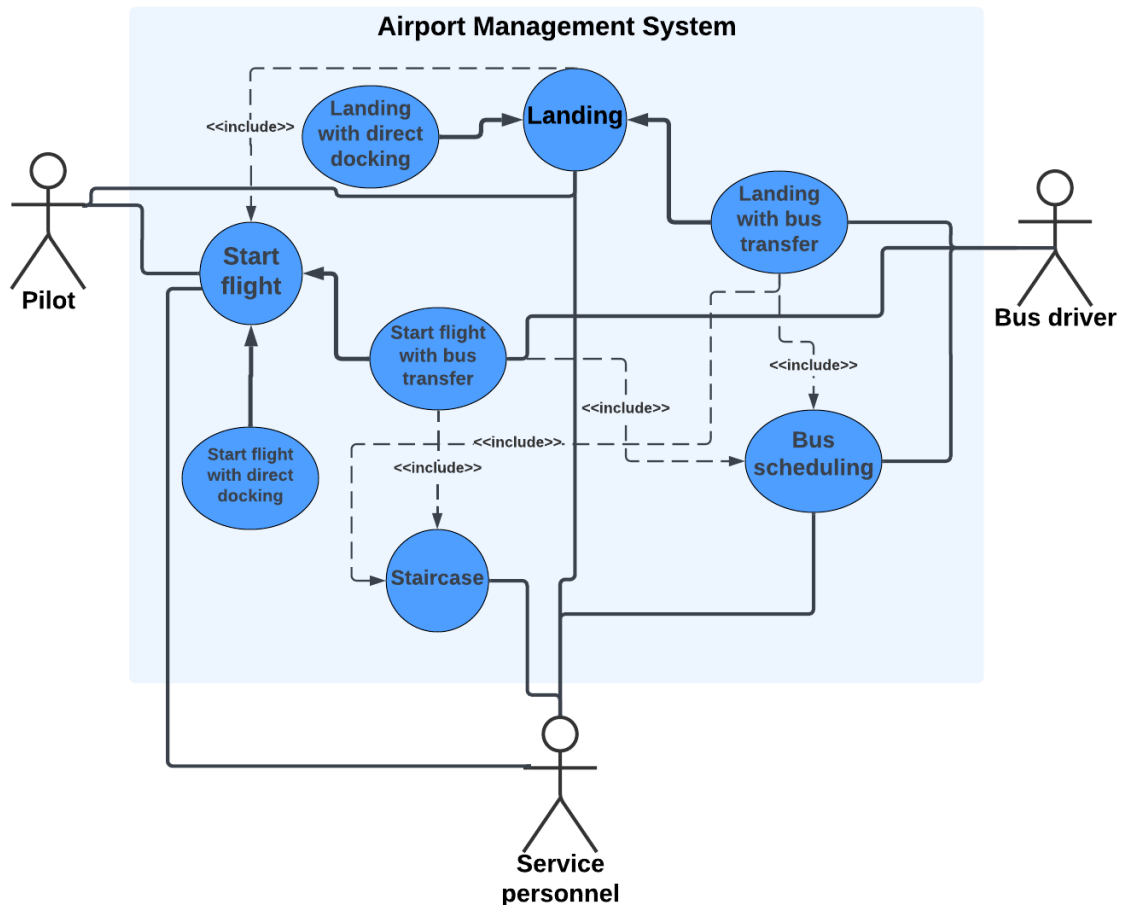 Airport Management System
Landing
with direct
docking
Landing
<<include>>
Landing
with bus
transfer
Pilot
Start
flight
Bus driver
Start flight
with bus
transfer
<<include>>
<<include>>
Start flight
with direct
docking
<<include>>
<<include>>
Bus
scheduling
Staircase
Service
personnel